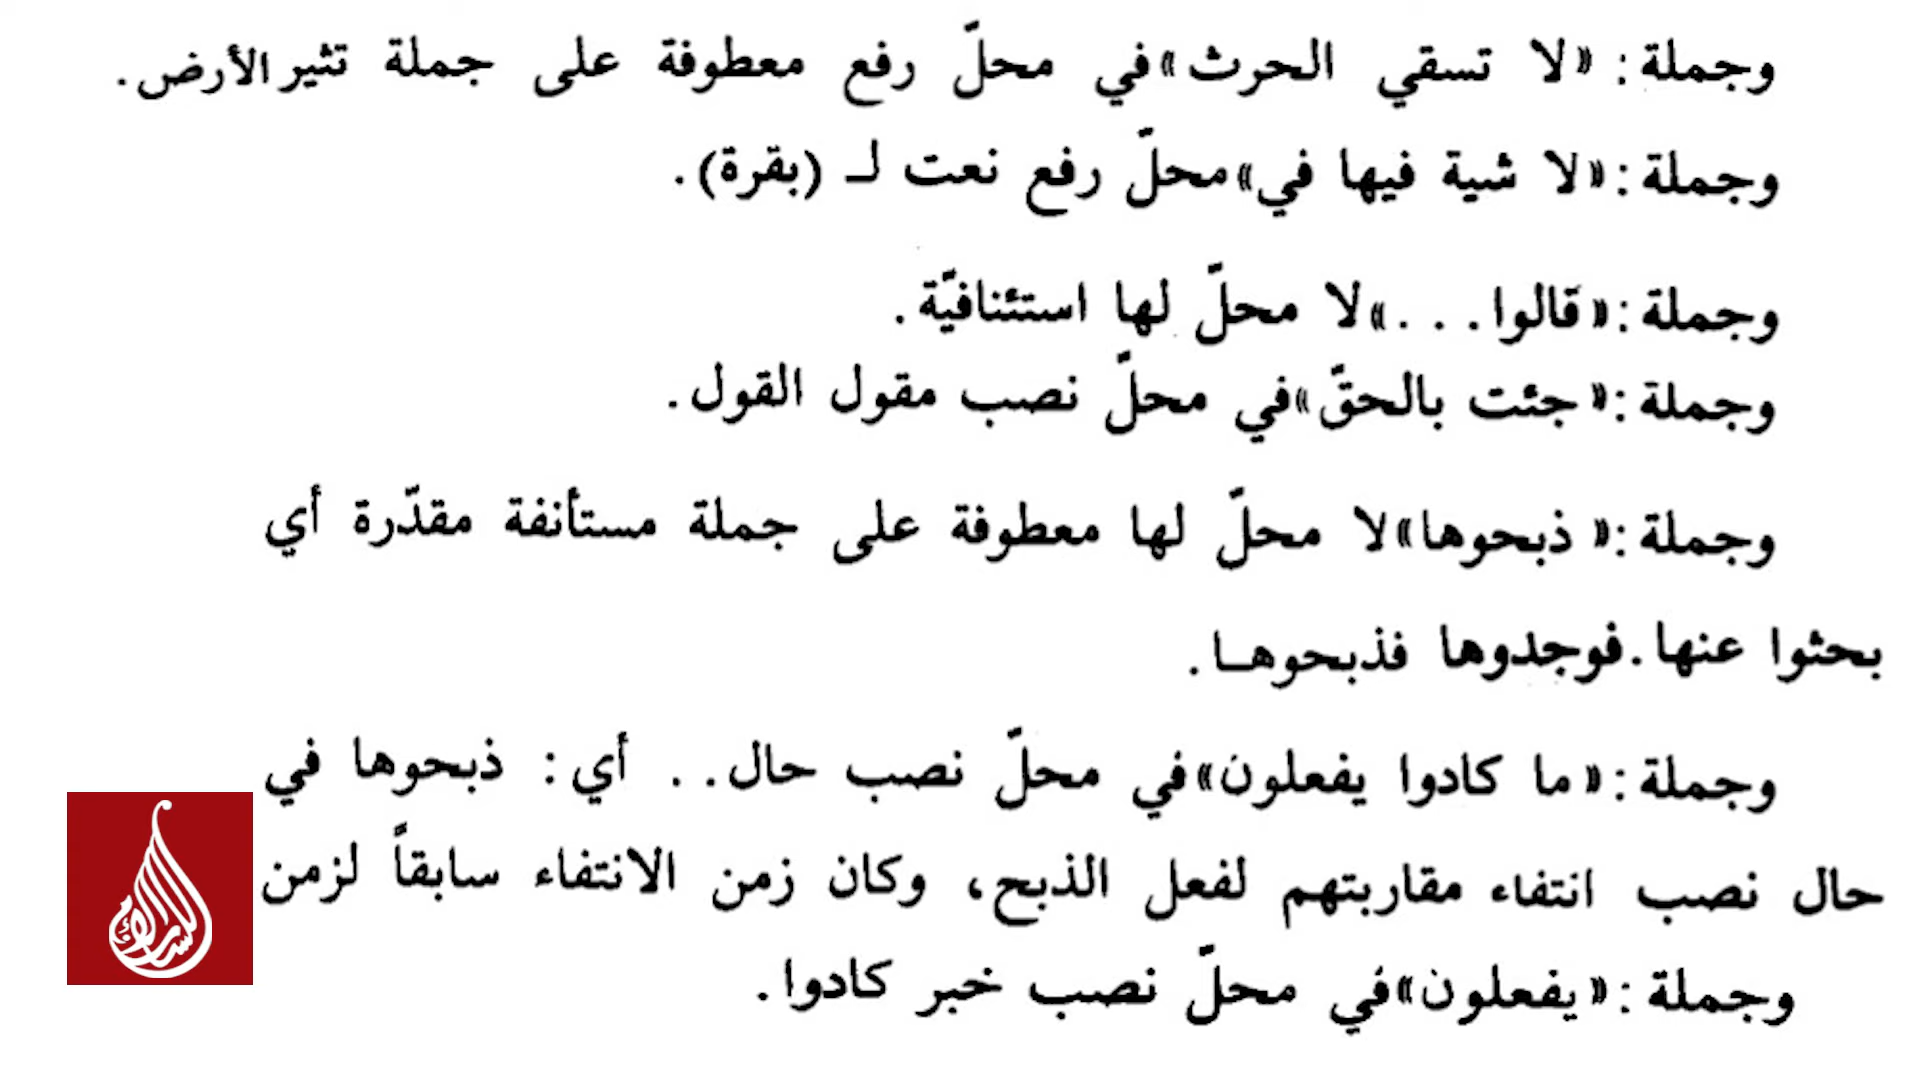 وجملة : «لا تسقي الحرث» في محلّ رفع معطوفة على جملة تثير الأرض .
وجملة : «لا شية فيها في» محلّ رفع نعت لـ (بقرة) .
وجملة : «قالوا . . .» لا محلّ لها استئنافيّة .
وجملة : «جئت بالحقّ» في محلّ نصب مقول القول .
وجملة : «ذبحوها» لا محلّ لها معطوفة على جملة مستأنفة مقدّرة أي
بحثوا عنها . فوجدوها فذبحوهـا .
وجملة : «ما كادوا يفعلون» في محلّ نصب حال . . أي : ذبحوها في
حال نصب انتفاء مقاربتهم لفعل الذبح ، وكان زمن الانتفاء سابقاً لزمن
وجملة : «يفعلون» في محلّ نصب خبر كادوا .